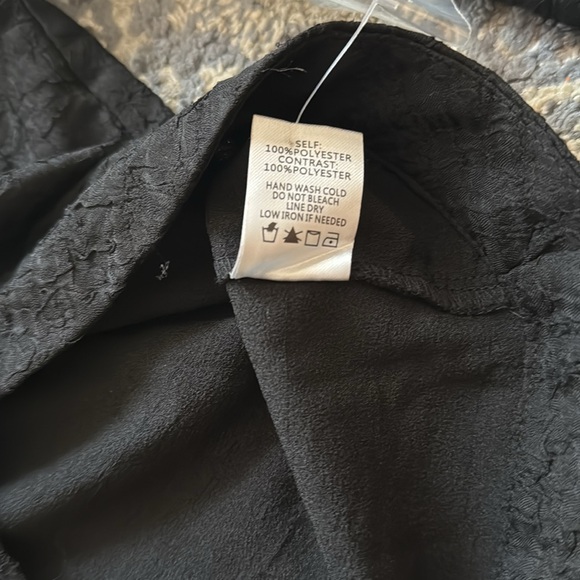 SELF:
100%POLYESTER
CONTRAST:
100%POLYESTER
HAND WASH COLD
DO NOT BLEACH
LINE DRY
LOW IRON IF NEEDED